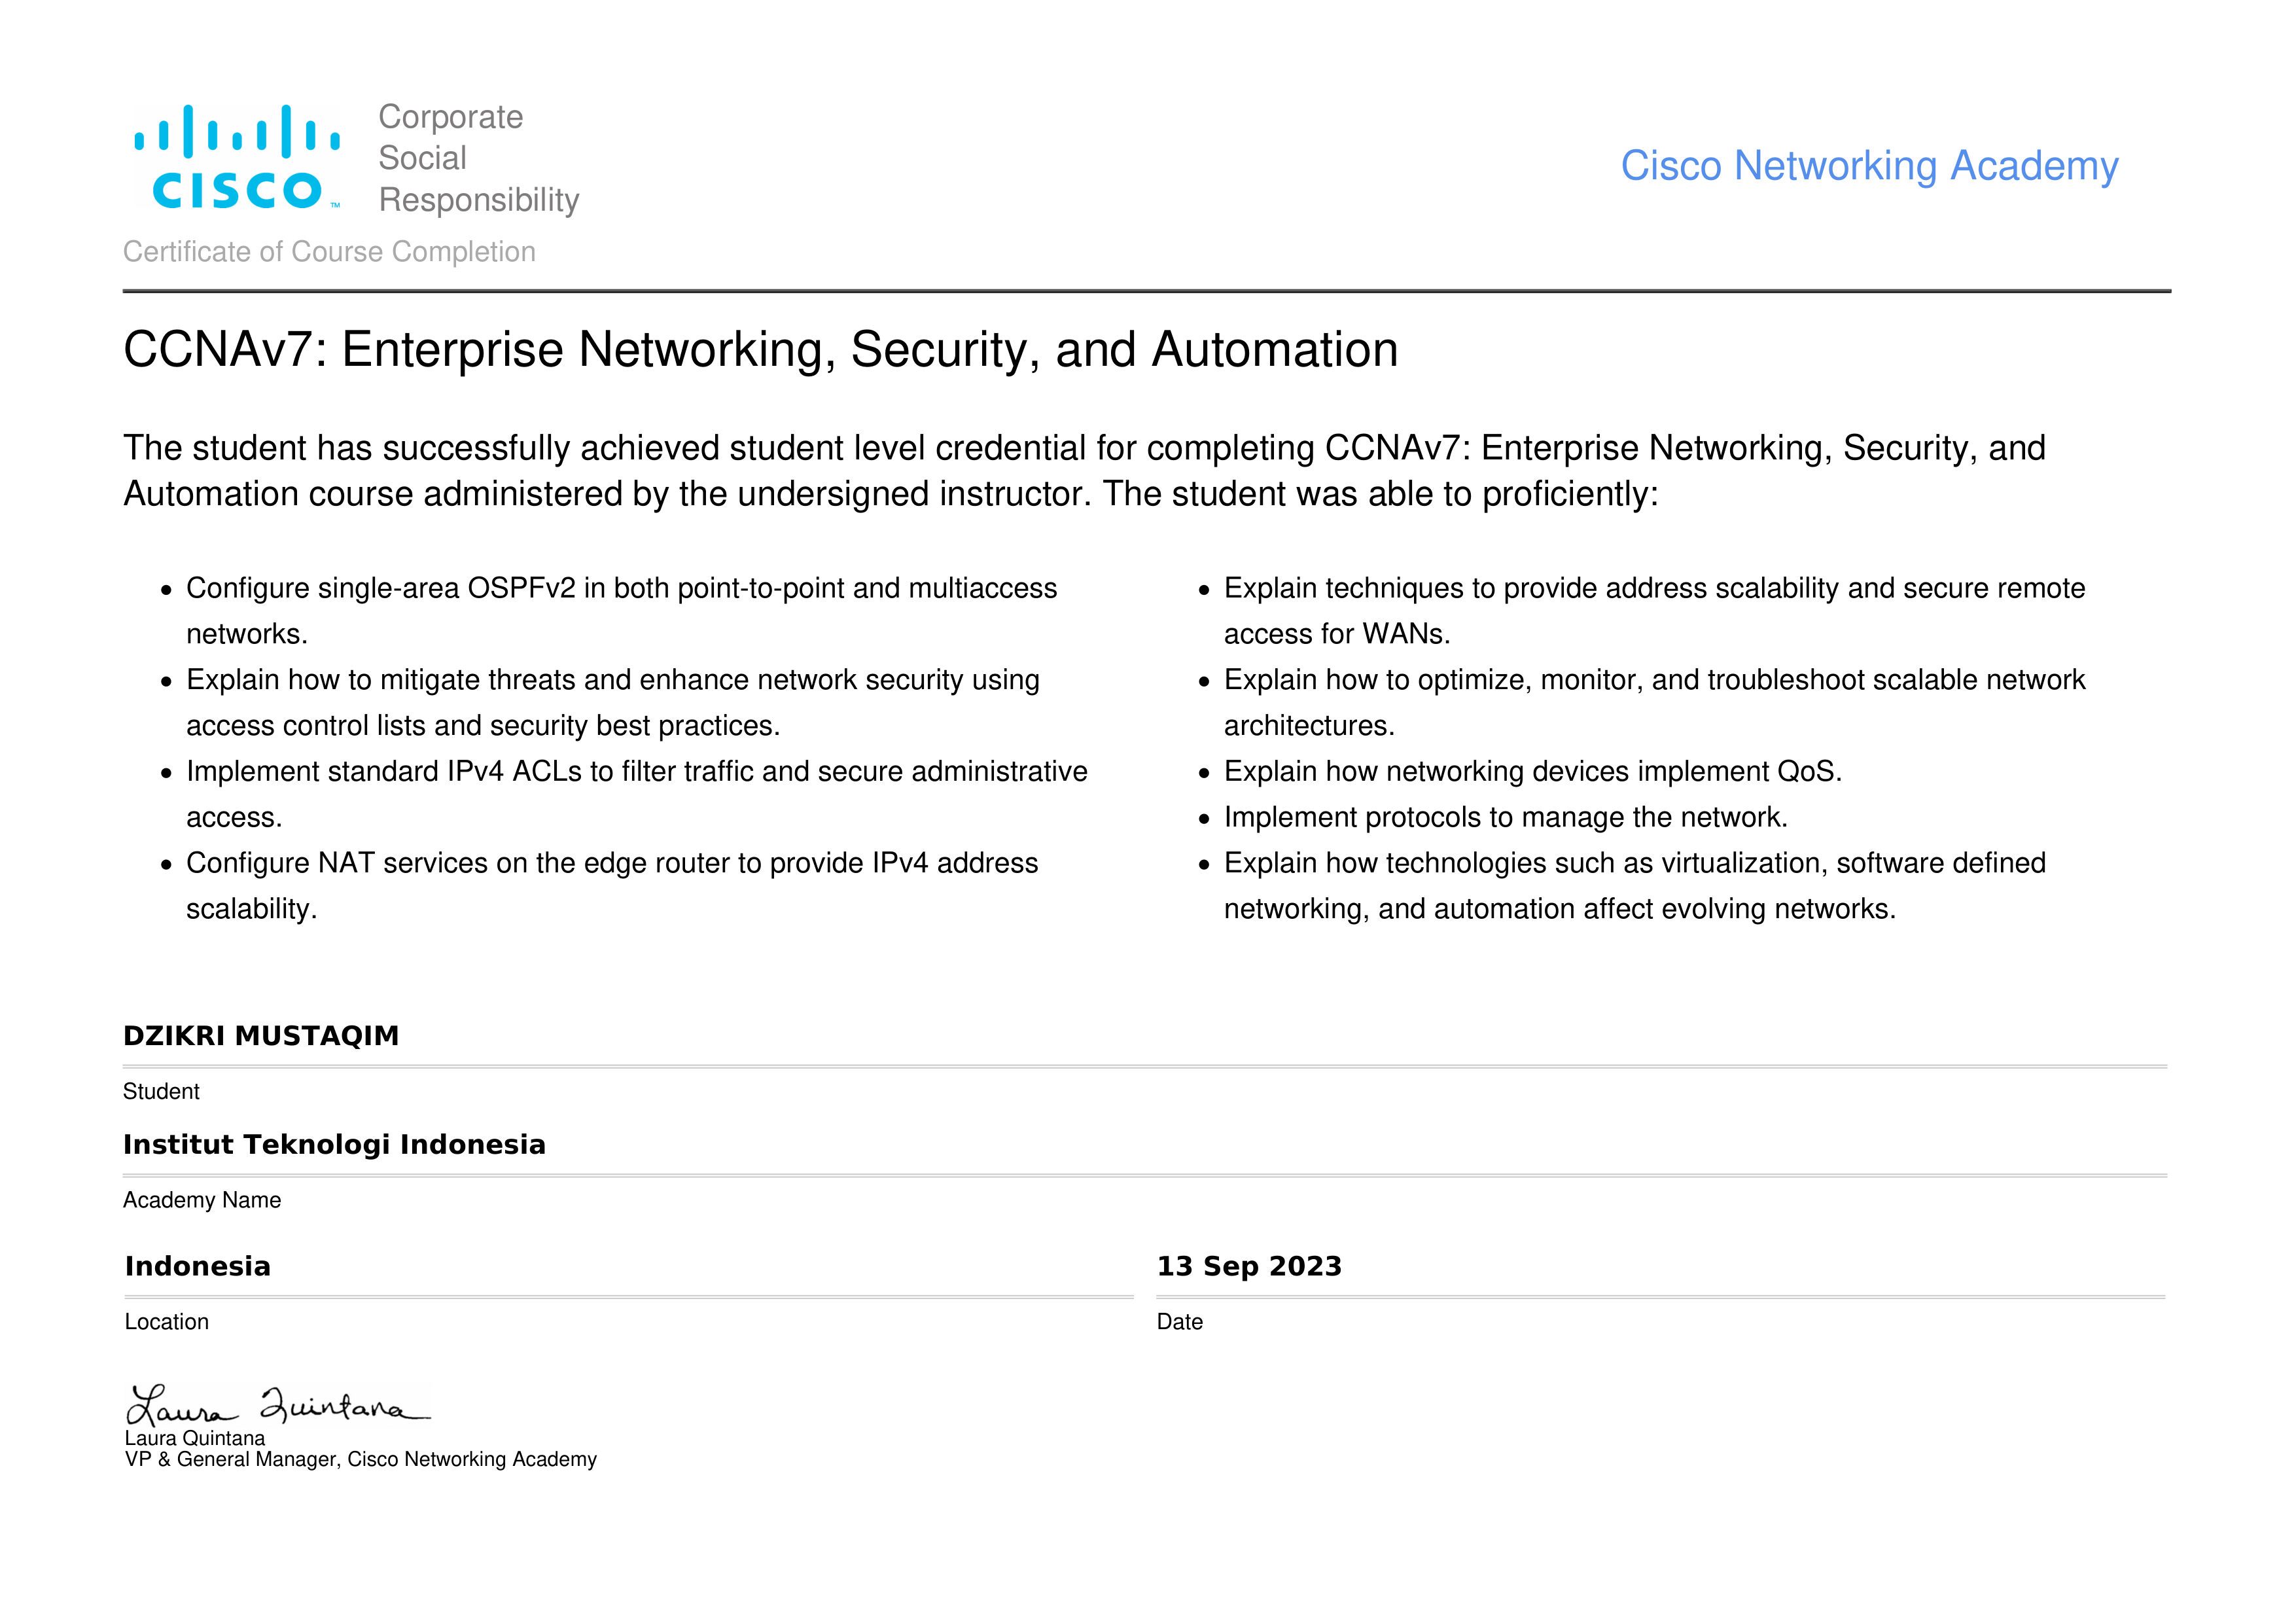 CISCO™
Corporate
Social
Responsibility
Cisco Networking Academy
Certificate of Course Completion
CCNAv7: Enterprise Networking, Security, and Automation
The student has successfully achieved student level credential for completing CCNAv7: Enterprise Networking, Security, and
Automation course administered by the undersigned instructor. The student was able to proficiently:
• Configure single-area OSPFv2 in both point-to-point and multiaccess
networks.
• Explain how to mitigate threats and enhance network security using
access control lists and security best practices.
• Implement standard IPv4 ACLs to filter traffic and secure administrative
access.
• Configure NAT services on the edge router to provide IPv4 address
scalability.
• Explain techniques to provide address scalability and secure remote
access for WANs.
• Explain how to optimize, monitor, and troubleshoot scalable network
architectures.
• Explain how networking devices implement QoS.
• Implement protocols to manage the network.
• Explain how technologies such as virtualization, software defined
networking, and automation affect evolving networks.
DZIKRI MUSTAQIM
Student
Institut Teknologi Indonesia
Academy Name
Indonesia
Location
13 Sep 2023
Date
Laura Quintana
Laura Quintana
VP & General Manager, Cisco Networking Academy